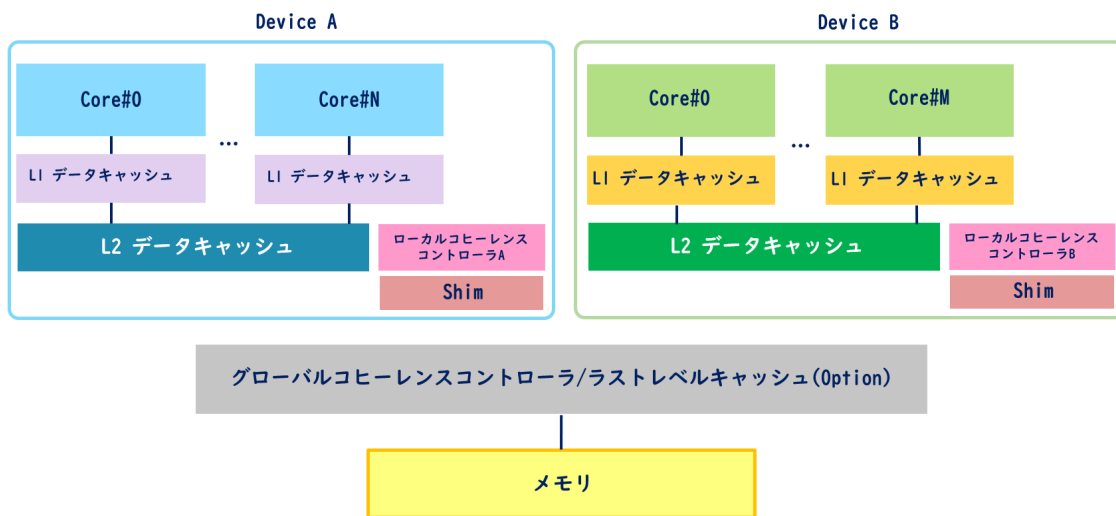 Device A
Device B
Core#0
...
Core#N
Core#0
...
Core#M
L1 データキャッシュ
L1 データキャッシュ
L1 データキャッシュ
L1 データキャッシュ
L2 データキャッシュ
ローカルコヒーレンス
コントローラA
Shim
L2 データキャッシュ
ローカルコヒーレンス
コントローラB
Shim
グローバルコヒーレンスコントローラ/ラストレベルキャッシュ(Option)
メモリ